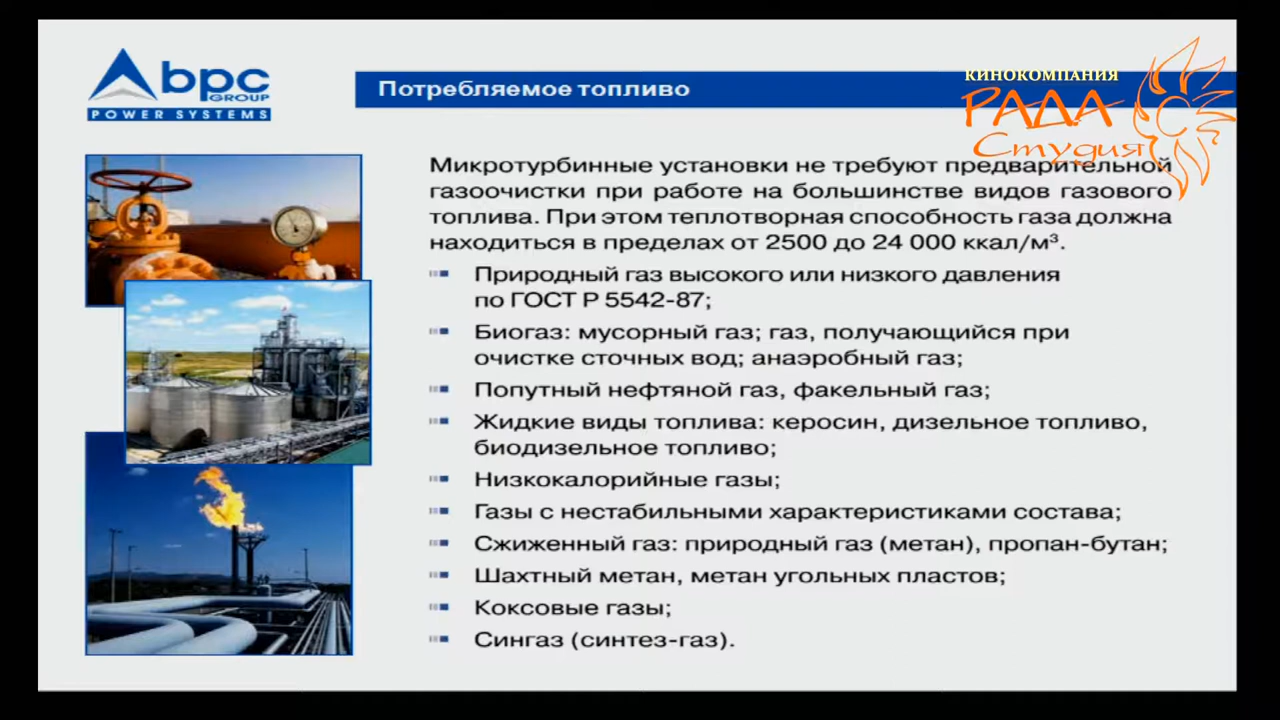 bpc
GROUP
POWER SYSTEMS
Потребляемое топливо
КИНОКОМПАНИЯ
РАДА
Студия
Микротурбинные установки не требуют предварительной
газоочистки при работе на большинстве видов газового
топлива. При этом теплотворная способность газа должна
находиться в пределах от 2500 до 24 000 ккал/м³.
Природный газ высокого или низкого давления
по ГОСТ Р 5542-87;
Биогаз: мусорный газ; газ, получающийся при
очистке сточных вод; анаэробный газ;
Попутный нефтяной газ, факельный газ;
Жидкие виды топлива: керосин, дизельное топливо,
биодизельное топливо;
Низкокалорийные газы;
Газы с нестабильными характеристиками состава;
Сжиженный газ: природный газ (метан), пропан-бутан;
Шахтный метан, метан угольных пластов;
Коксовые газы;
Сингаз (синтез-газ).